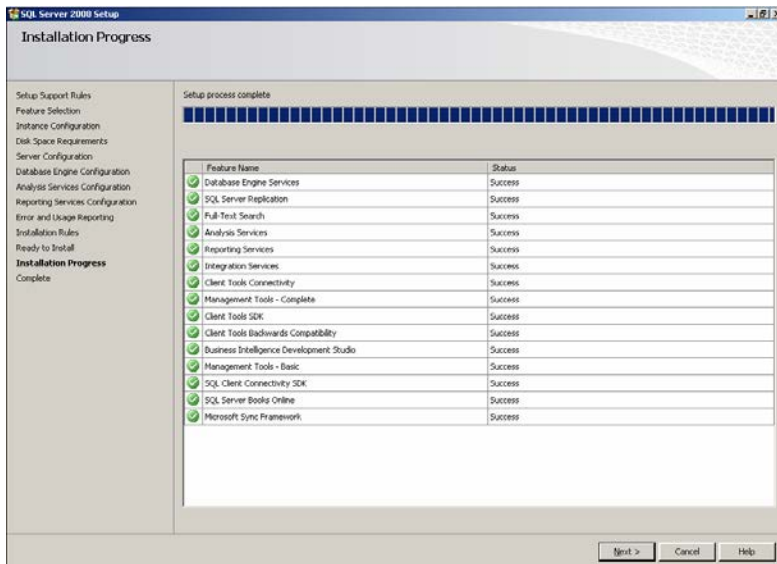 SQL Server 2008 Setup
Installation Progress
Setup Support Rules
Feature Selection
Instance Configuration
Disk Space Requirements
Server Configuration
Database Engine Configuration
Analysis Services Configuration
Reporting Services Configuration
Error and Usage Reporting
Installation Rules
Ready to Install
Installation Progress
Complete
Setup process complete
Feature Name Status
Database Engine Services Success
SQL Server Replication Success
Full-Text Search Success
Analysis Services Success
Reporting Services Success
Integration Services Success
Client Tools Connectivity Success
Management Tools - Complete Success
Client Tools SDK Success
Client Tools Backwards Compatibility Success
Business Intelligence Development Studio Success
Management Tools - Basic Success
SQL Client Connectivity SDK Success
SQL Server Books Online Success
Microsoft Sync Framework Success
Next > Cancel Help